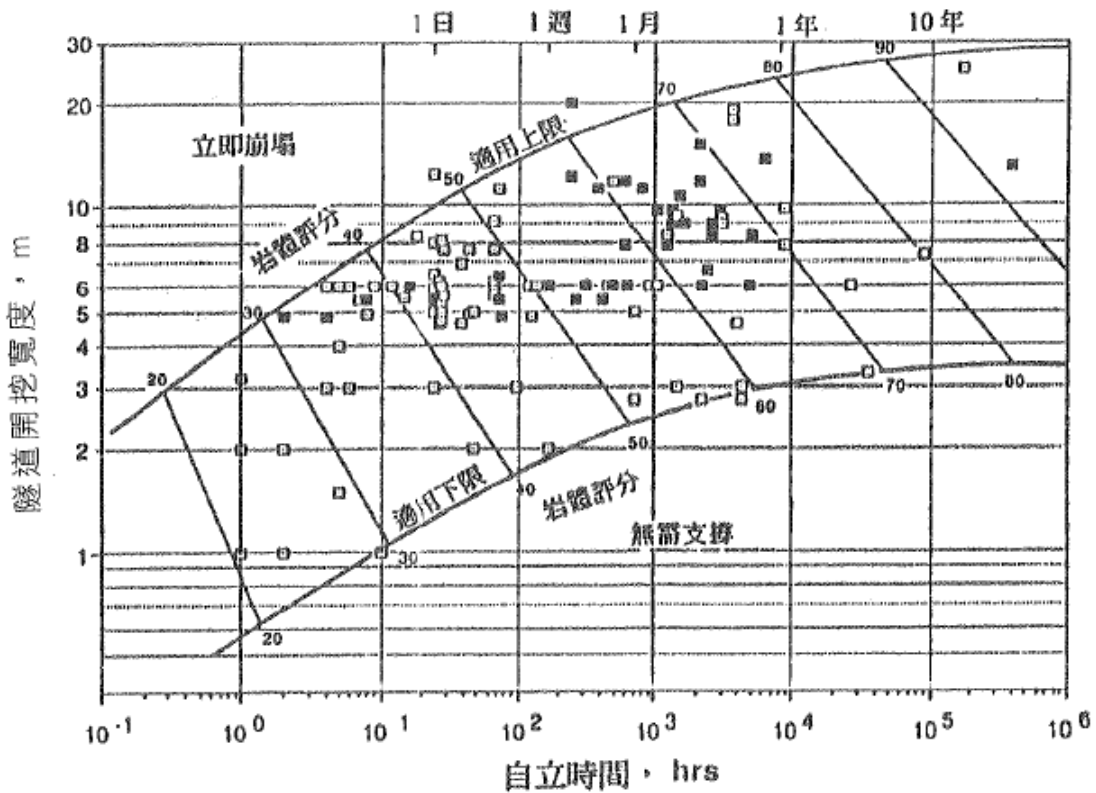 1日
1週
1月
1年
10年
30
20
10
8
6
5
4
3
2
1
隧道開挖寬度，m
立即崩塌
適用上限
岩體評分
20
30
40
50
70
80
90
適用下限
岩體評分
無需支撐
20
30
40
50
60
70
80
10⁻¹
10⁰
10¹
10²
10³
10⁴
10⁵
10⁶
自立時間，hrs